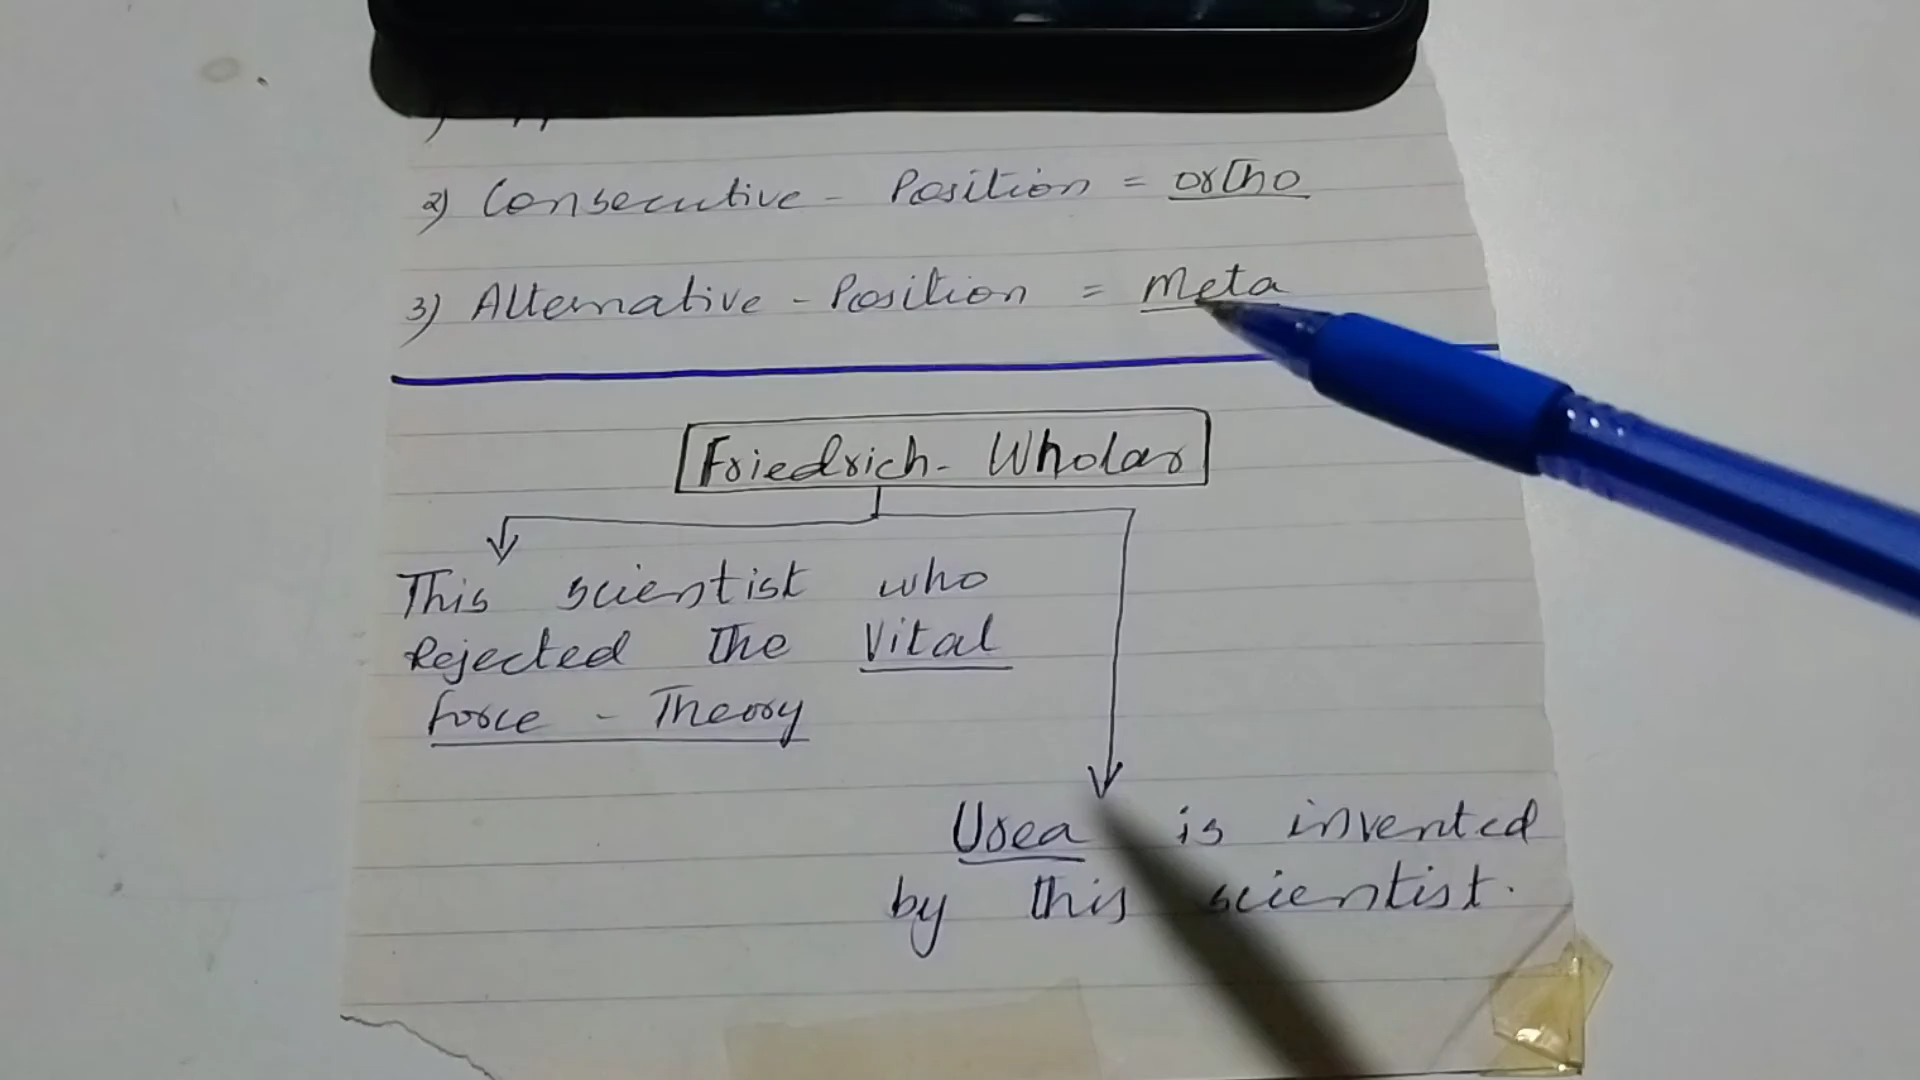 2) Consecutive - Position = ortho
3) Alternative - Position = Meta
Friedrich - Wholar
This scientist who
Rejected the Vital
force - Theory
Urea is invented
by this scientist.